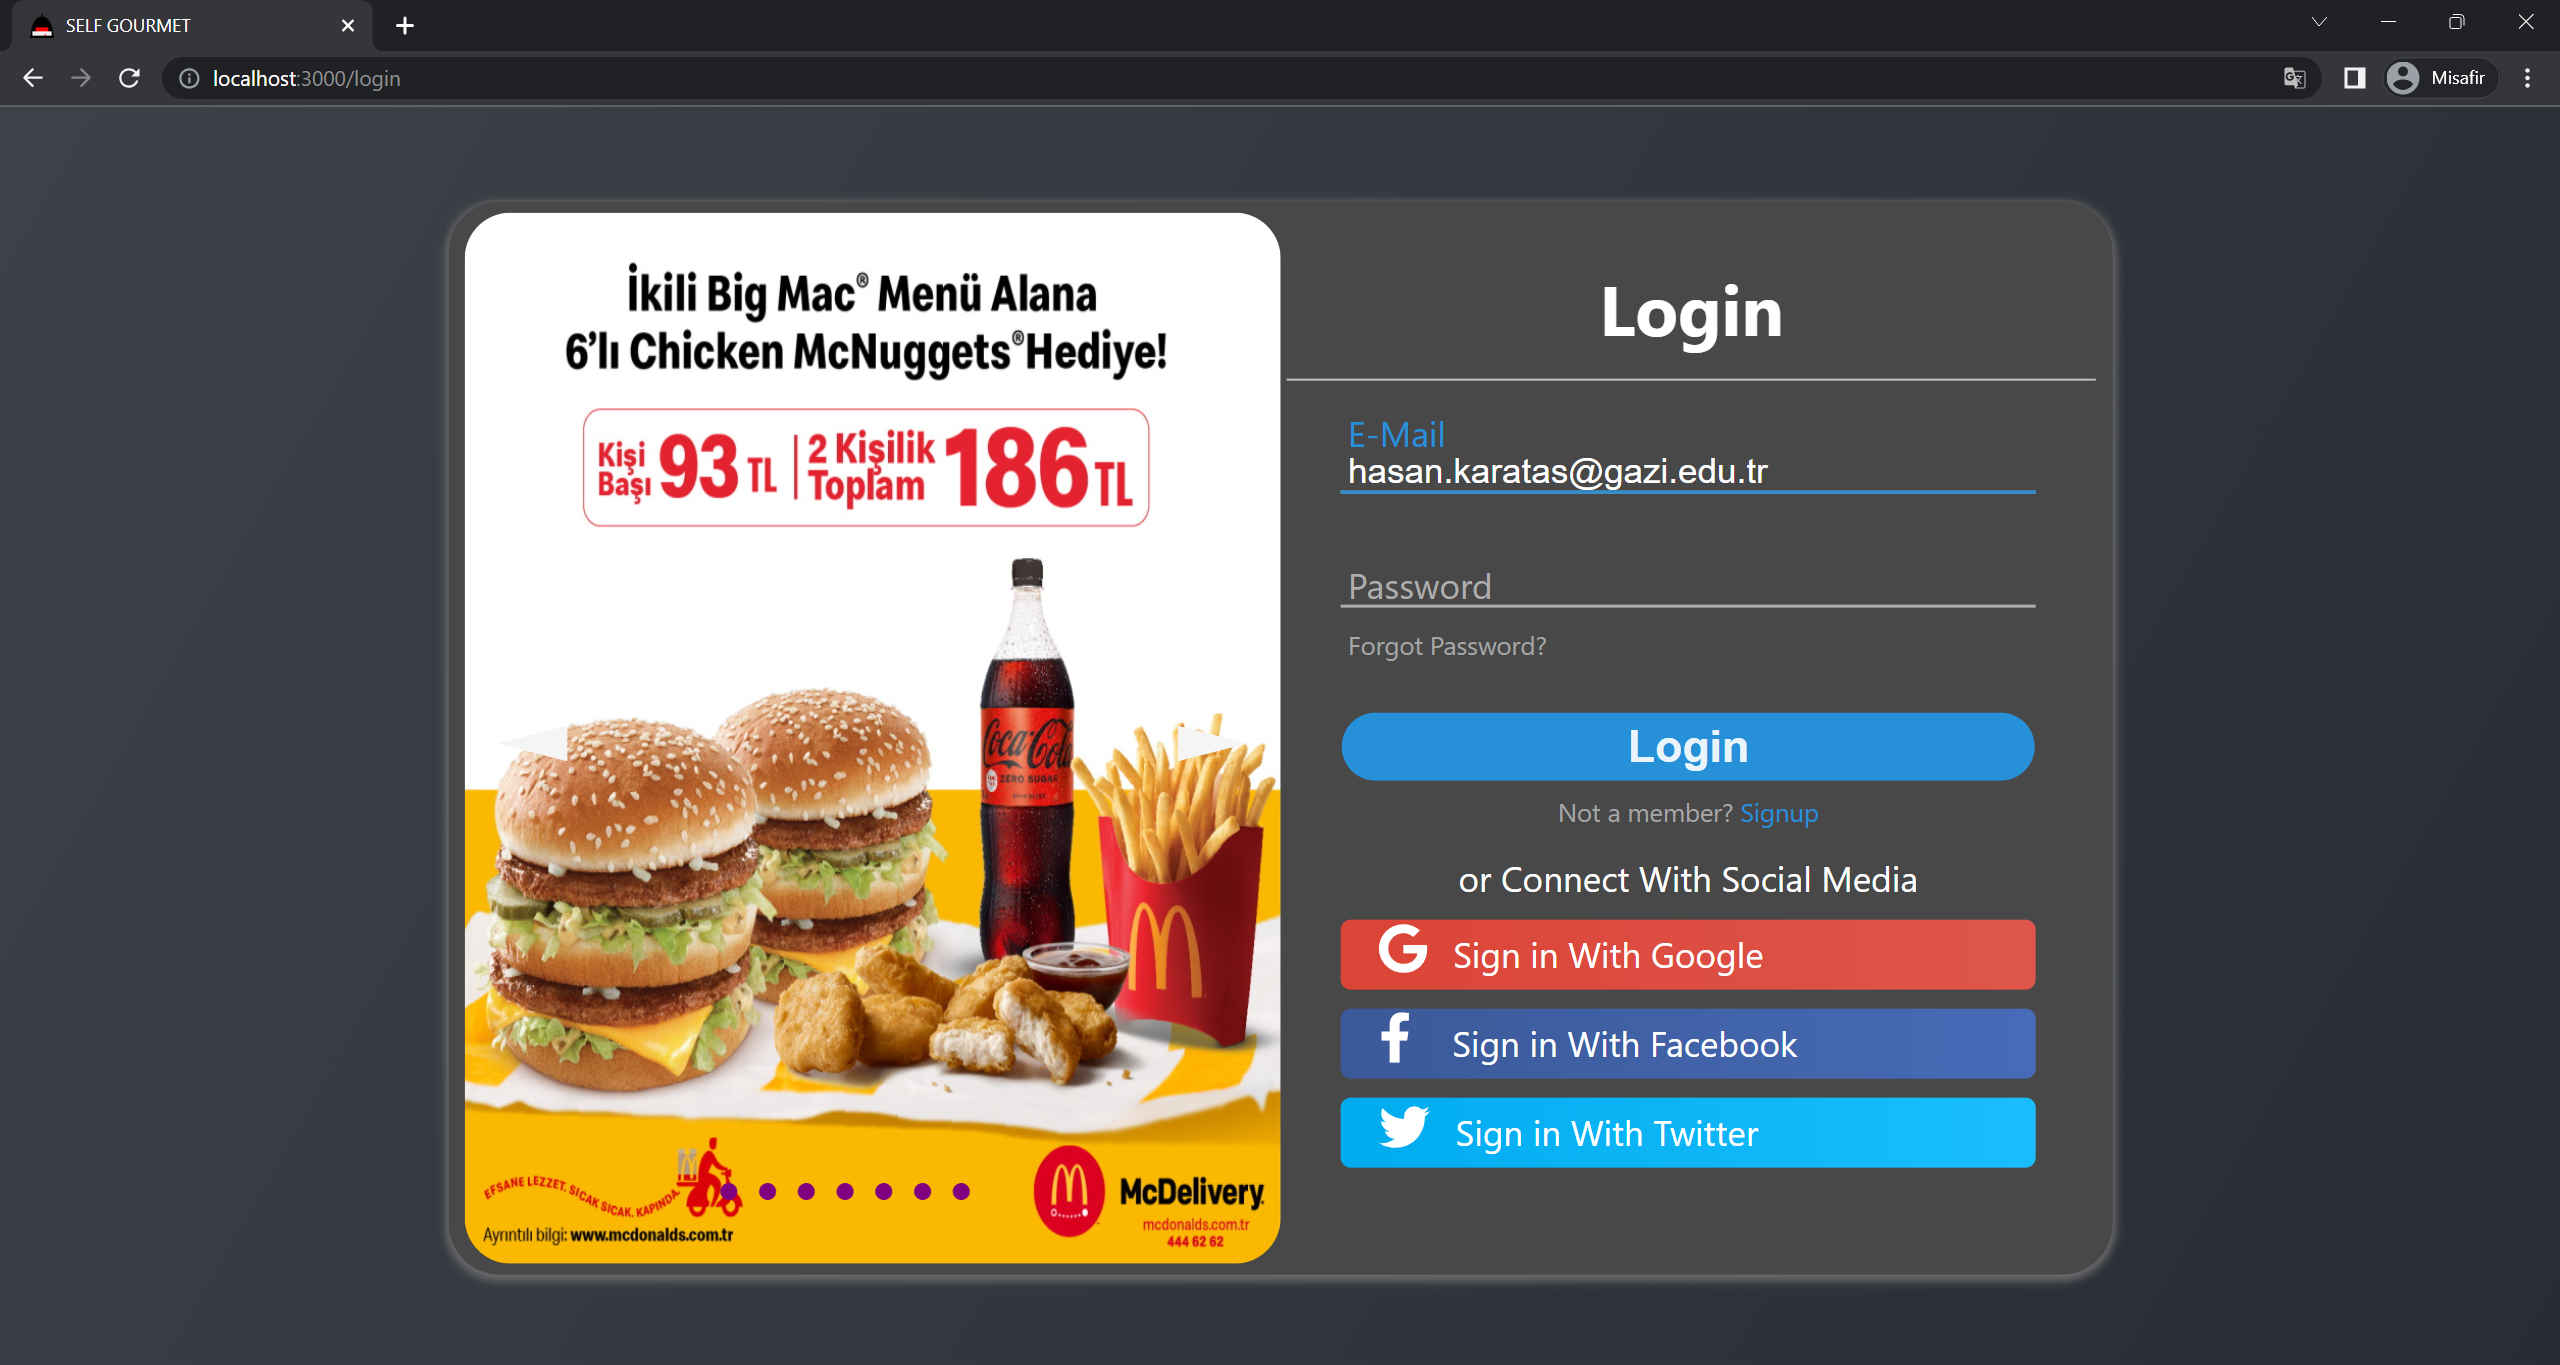 SELF GOURMET
localhost:3000/login
Misafir
İkili Big Mac® Menü Alana
6'lı Chicken McNuggets® Hediye!
Kişi Başı 93 TL | 2 Kişilik Toplam 186 TL
Coca-Cola
ZERO SUGAR
EFSANE LEZZET, SICAK SICAK, KAPINDA.
Ayrıntılı bilgi: www.mcdonalds.com.tr
McDelivery.
mcdonalds.com.tr
444 62 62
Login
E-Mail
hasan.karatas@gazi.edu.tr
Password
Forgot Password?
Login
Not a member? Signup
or Connect With Social Media
Sign in With Google
Sign in With Facebook
Sign in With Twitter